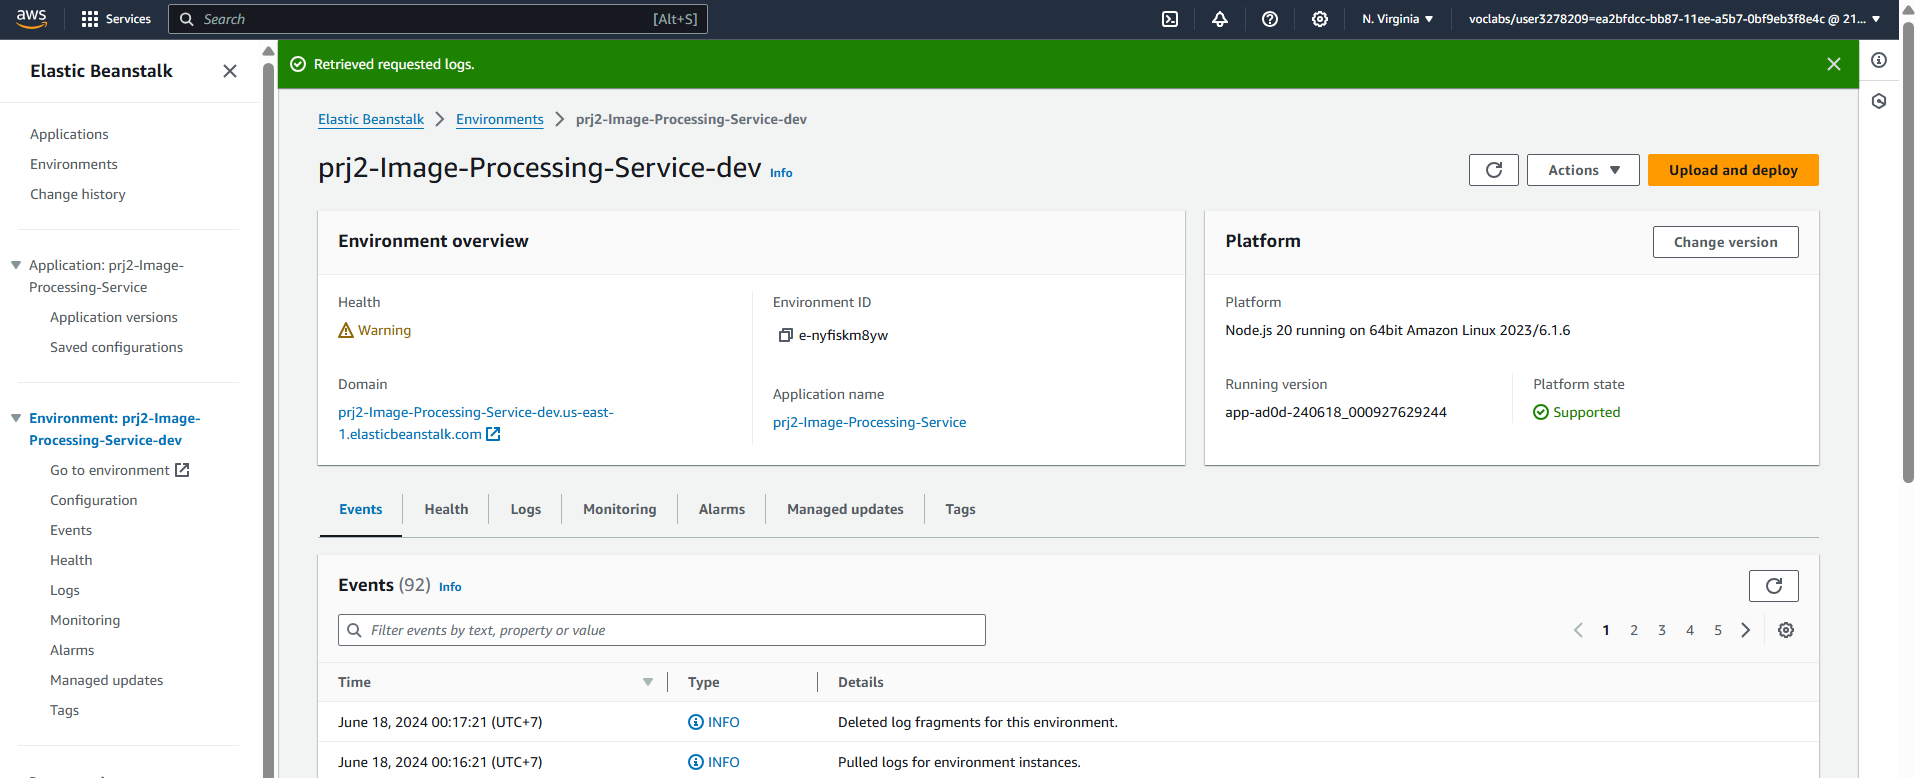 aws
Services
Search
[Alt+S]
N. Virginia
voclabs/user3278209=ea2bfdcc-bb87-11ee-a5b7-0bf9eb3f8e4c @ 21...
Elastic Beanstalk
Applications
Environments
Change history
Application: prj2-Image-
Processing-Service
Application versions
Saved configurations
Environment: prj2-Image-
Processing-Service-dev
Go to environment
Configuration
Events
Health
Logs
Monitoring
Alarms
Managed updates
Tags
Retrieved requested logs.
Elastic Beanstalk
Environments
prj2-Image-Processing-Service-dev
prj2-Image-Processing-Service-dev Info
Actions
Upload and deploy
Environment overview
Health
Warning
Domain
prj2-Image-Processing-Service-dev.us-east-
1.elasticbeanstalk.com
Environment ID
e-nyfiskm8yw
Application name
prj2-Image-Processing-Service
Platform
Change version
Platform
Node.js 20 running on 64bit Amazon Linux 2023/6.1.6
Running version
app-ad0d-240618_000927629244
Platform state
Supported
Events
Health
Logs
Monitoring
Alarms
Managed updates
Tags
Events (92) Info
Filter events by text, property or value
1 2 3 4 5
Time Type Details
June 18, 2024 00:17:21 (UTC+7) INFO Deleted log fragments for this environment.
June 18, 2024 00:16:21 (UTC+7) INFO Pulled logs for environment instances.